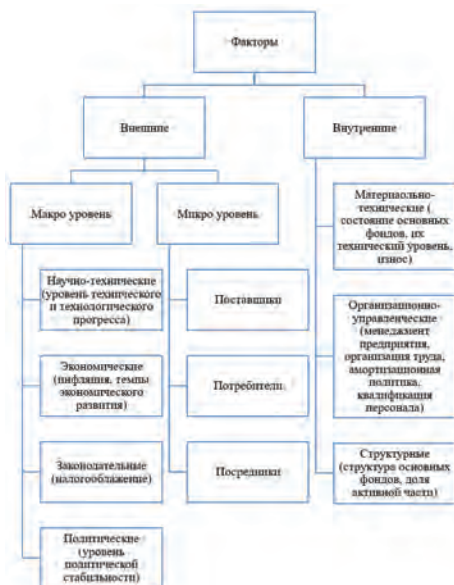 Факторы
Внешние
Внутренние
Макро уровень
Микро уровень
Научно-технические
(уровень технического
и технологического
прогресса)
Экономические
(инфляция, темпы
экономического
развития)
Законодательные
(налогооблажение)
Политические
(уровень
политической
стабильности)
Поставщики
Потребители
Посредники
Материаольно-
технические (
состояние основных
фондов, их
технический уровень,
износ)
Организационно-
управленческие
(менеджмент
предприятия,
организация труда,
амортизационная
политика,
квалификация
персонала)
Структурные
(структура основных
фондов, доля
активной части)